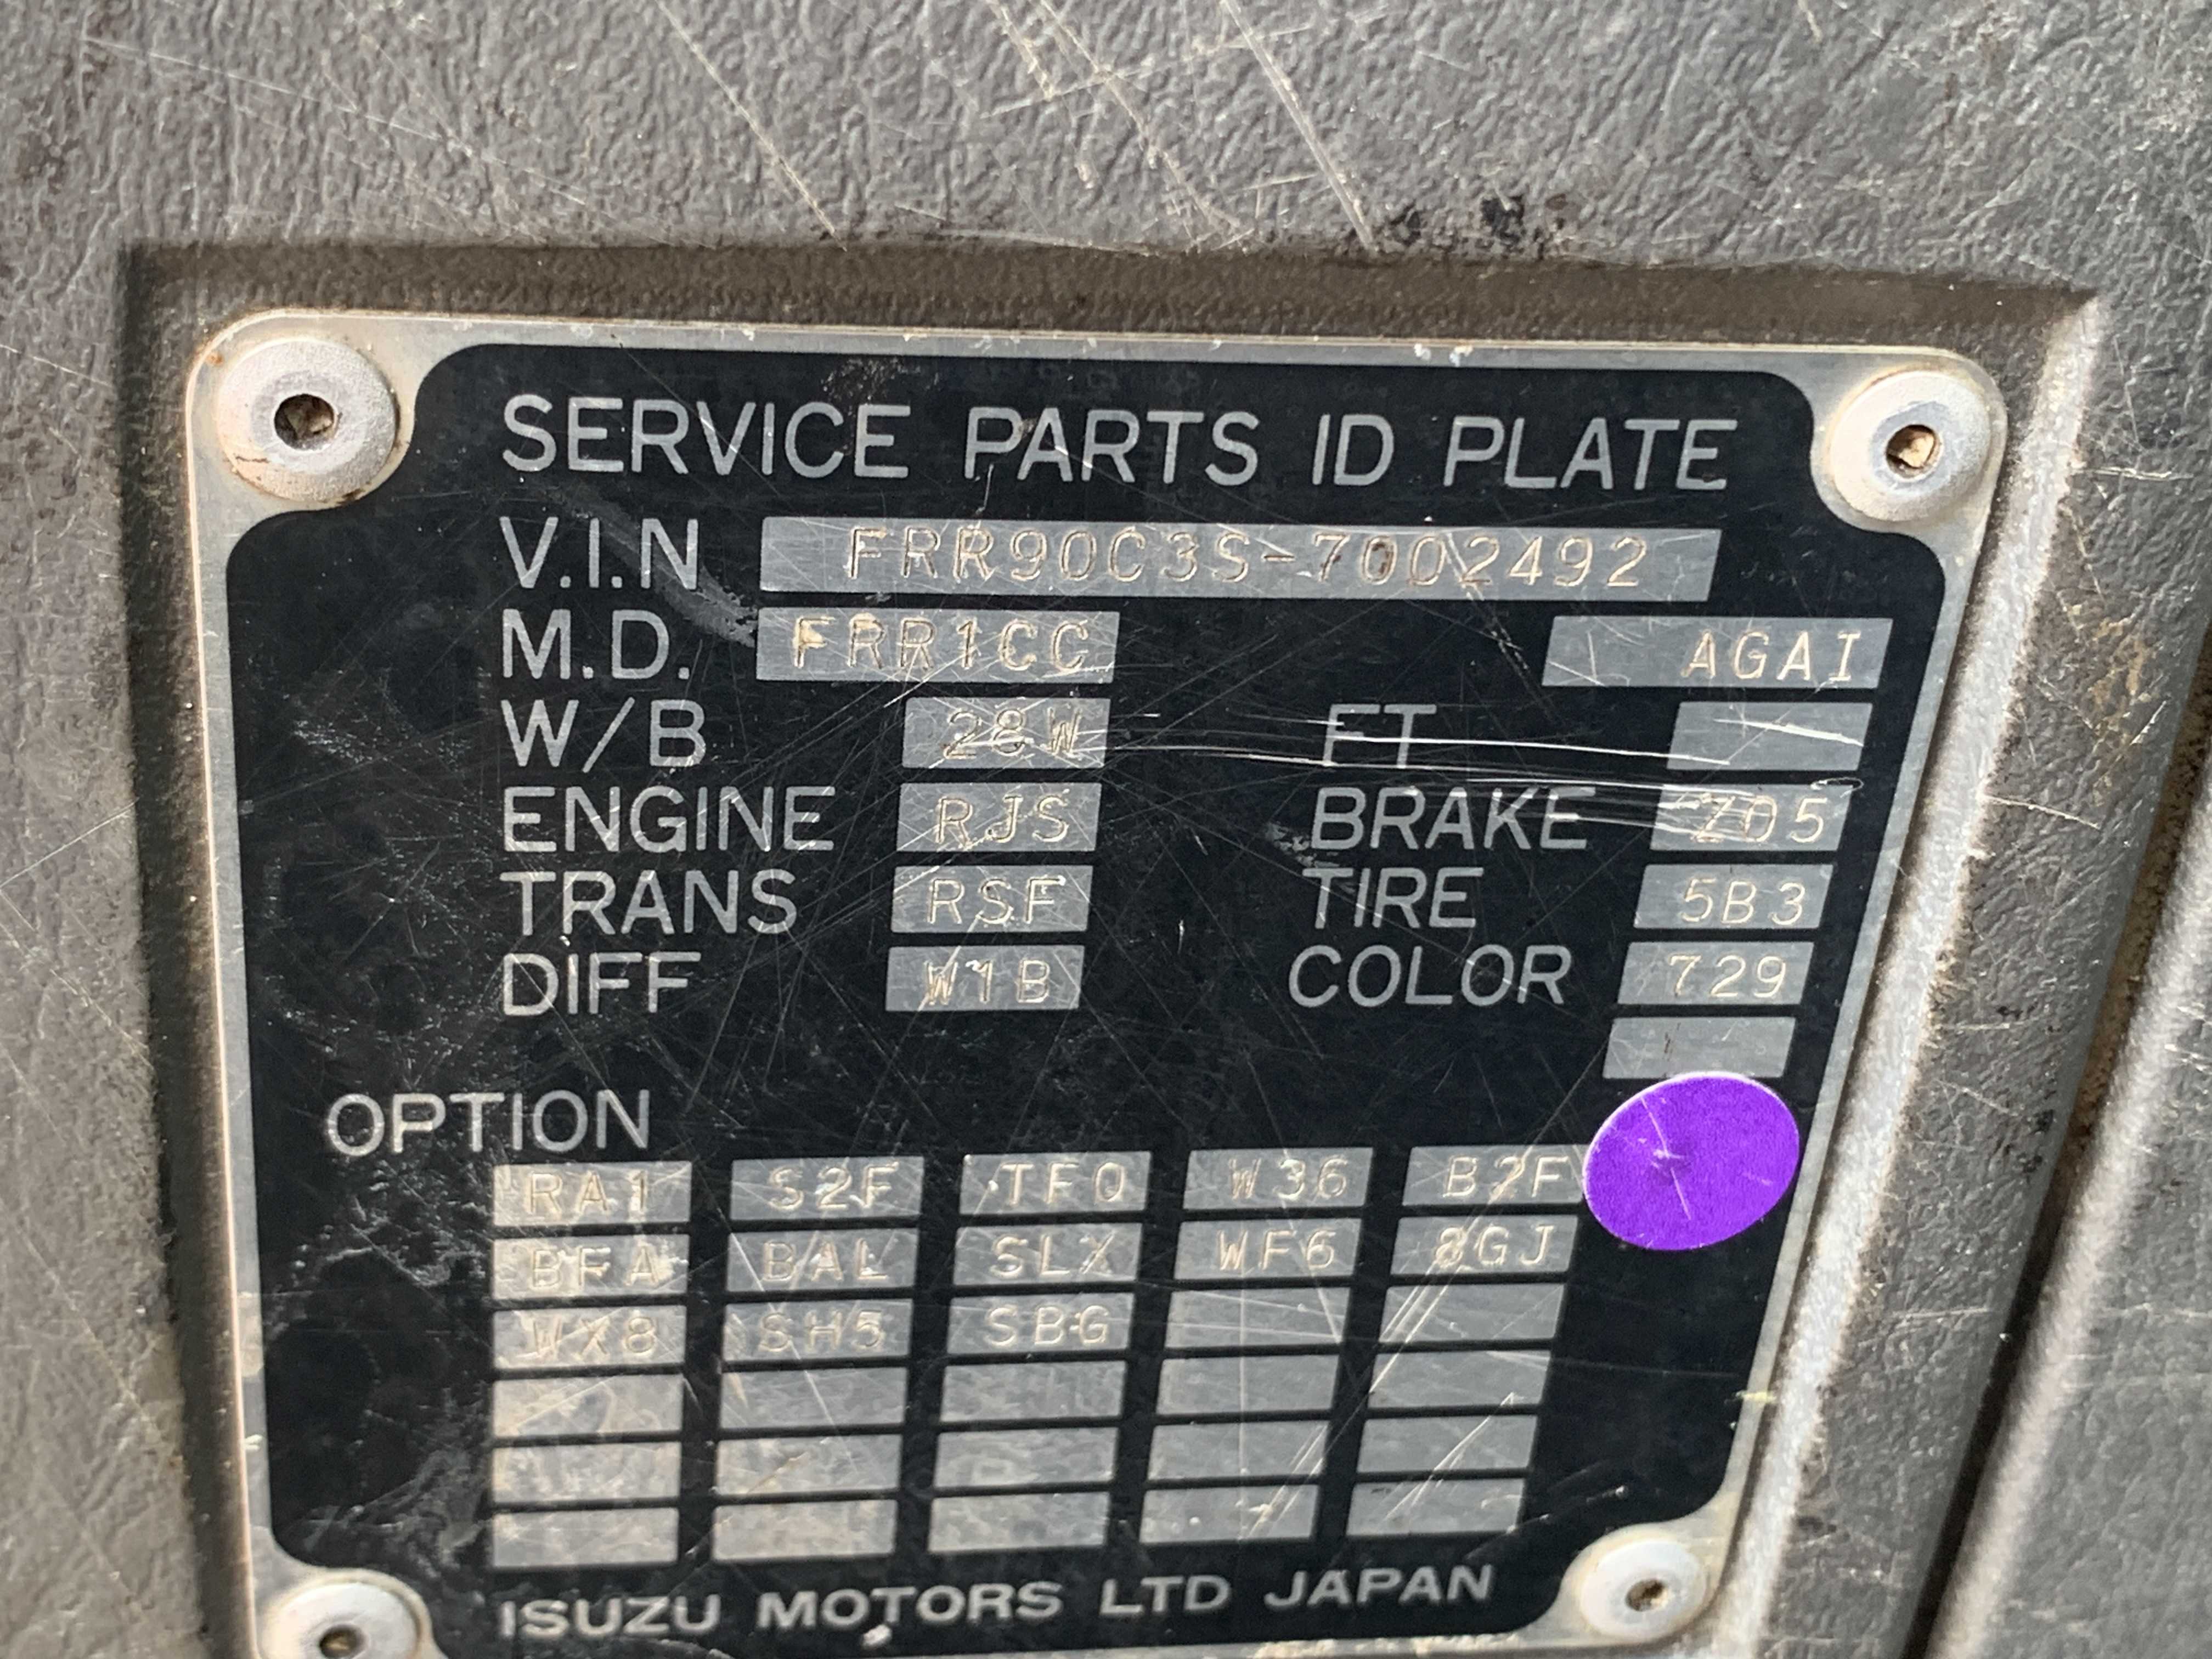 SERVICE PARTS ID PLATE
V.I.N FRR90C3S-7002492
M.D. FRR1CC AGAI
W/B 28W FT
ENGINE RJS BRAKE Z05
TRANS RSF TIRE 5B3
DIFF W1B COLOR 729
OPTION
RA1 S2F TFQ W36 B2F
BFA BAL SLX WF6 8GJ
WX8 SH5 SBG
ISUZU MOTORS LTD JAPAN